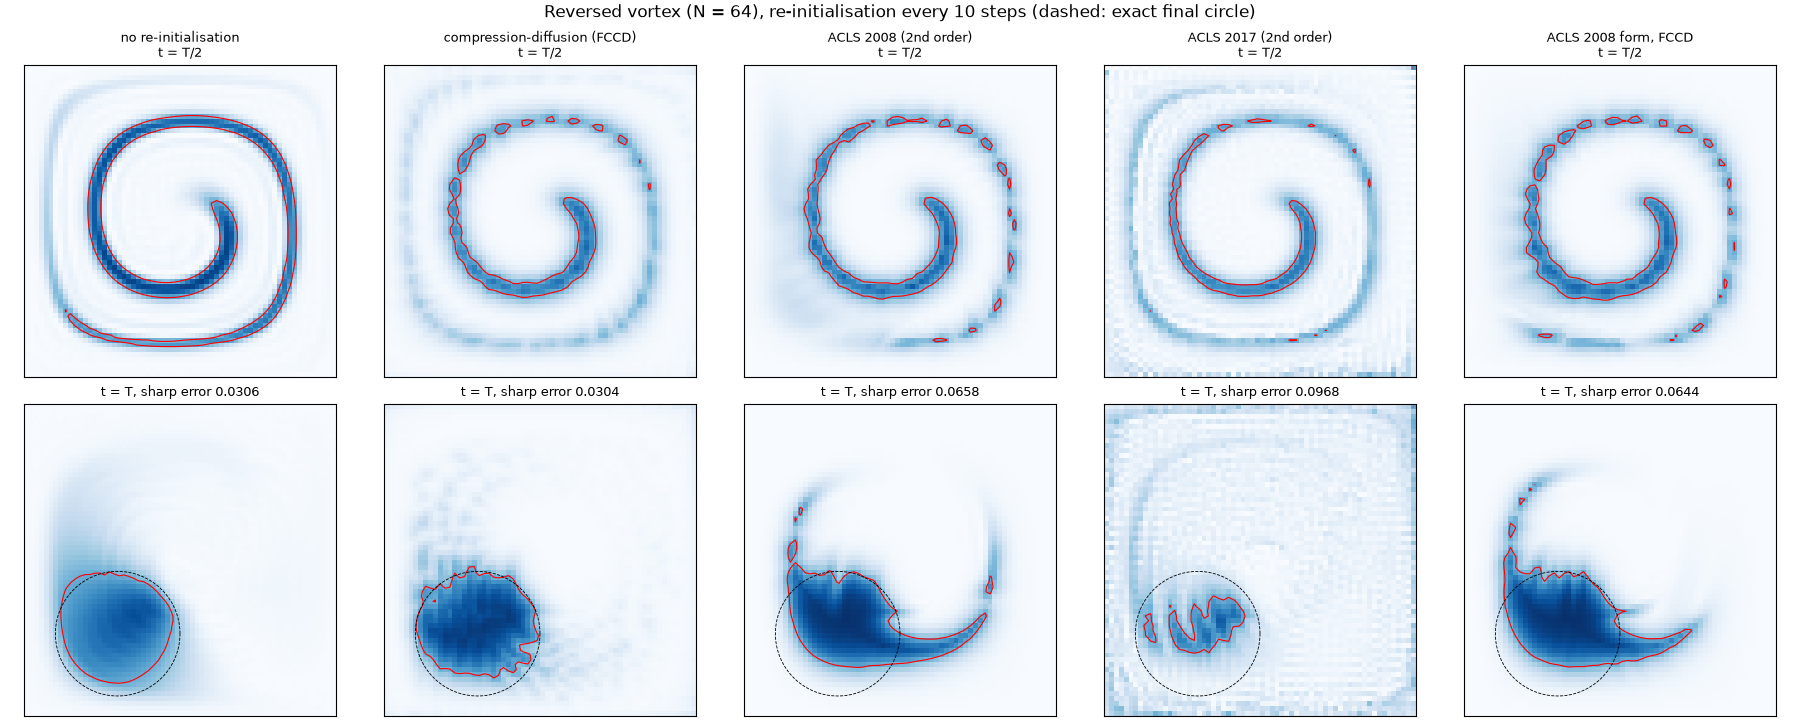 Reversed vortex (N = 64), re-initialisation every 10 steps (dashed: exact final circle)
no re-initialisation
t = T/2
compression-diffusion (FCCD)
t = T/2
ACLS 2008 (2nd order)
t = T/2
ACLS 2017 (2nd order)
t = T/2
ACLS 2008 form, FCCD
t = T/2
t = T, sharp error 0.0306
t = T, sharp error 0.0304
t = T, sharp error 0.0658
t = T, sharp error 0.0968
t = T, sharp error 0.0644